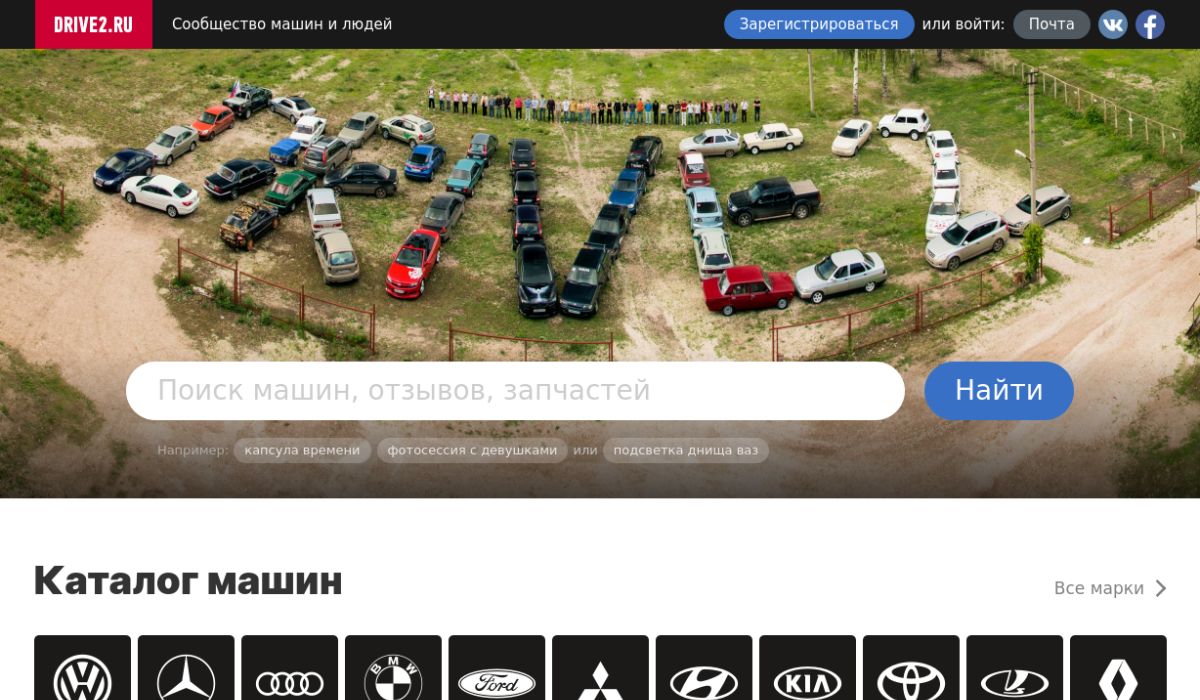 DRIVE2.RU Сообщество машин и людей Зарегистрироваться или войти: Почта
Поиск машин, отзывов, запчастей Найти
Например: капсула времени фотосессия с девушками или подсветка днища ваз
Каталог машин
Все марки
BMW Ford KIA